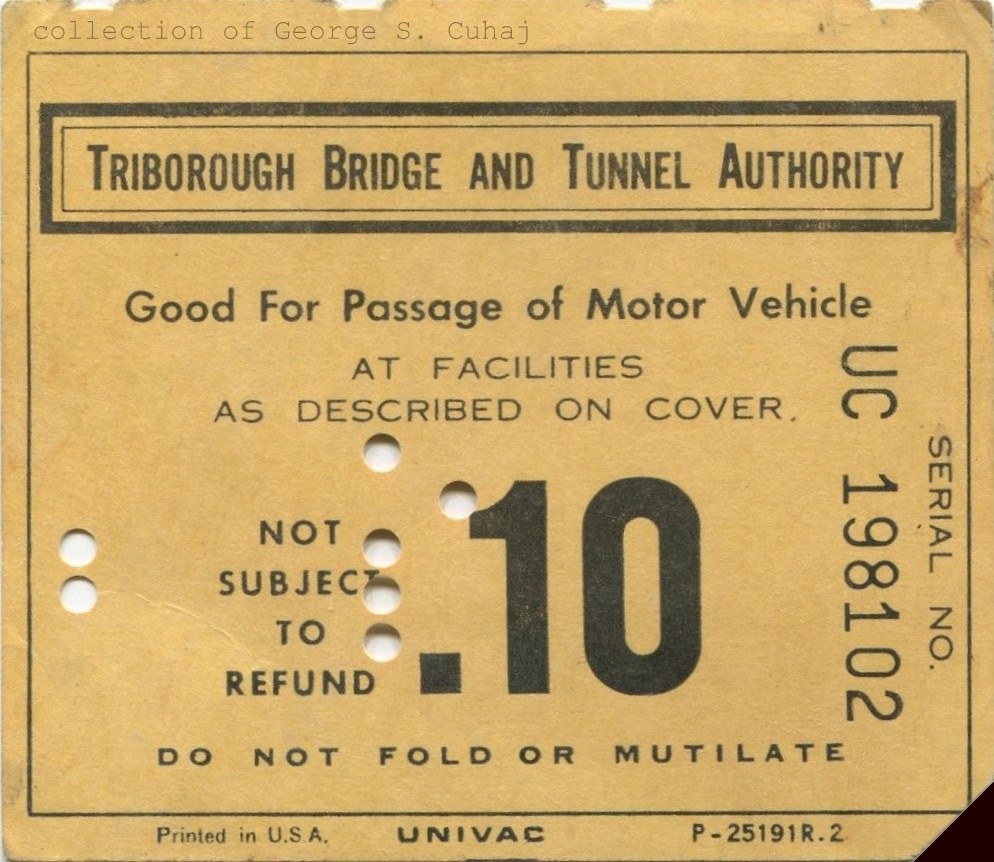 collection of George S. Cuhaj
TRIBOROUGH BRIDGE AND TUNNEL AUTHORITY
Good For Passage of Motor Vehicle
AT FACILITIES
AS DESCRIBED ON COVER.
NOT
SUBJECT
TO
REFUND
.10
UC 198102
SERIAL NO.
DO NOT FOLD OR MUTILATE
Printed in U.S.A. UNIVAC P-25191R.2